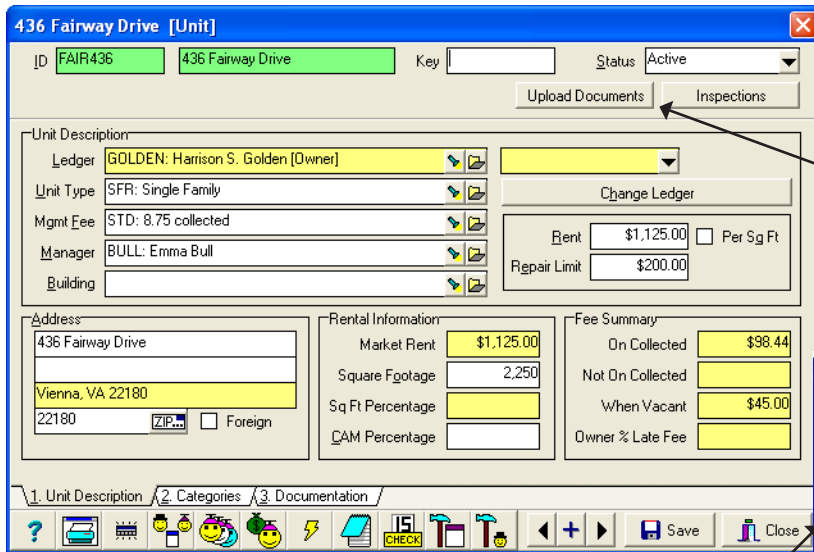 436 Fairway Drive [Unit]
ID FAIR436 436 Fairway Drive Key Status Active
Upload Documents Inspections
Unit Description
Ledger GOLDEN: Harrison S. Golden [Owner]
Unit Type SFR: Single Family Change Ledger
Mgmt Fee STD: 8.75 collected
Rent $1,125.00 Per Sq Ft
Manager BULL: Emma Bull
Repair Limit $200.00
Building
Address
436 Fairway Drive
Vienna, VA 22180
22180 ZIP... Foreign
Rental Information
Market Rent $1,125.00
Square Footage 2,250
Sq Ft Percentage
CAM Percentage
Fee Summary
On Collected $98.44
Not On Collected
When Vacant $45.00
Owner % Late Fee
1. Unit Description 2. Categories 3. Documentation
? 15 CHECK + Save Close